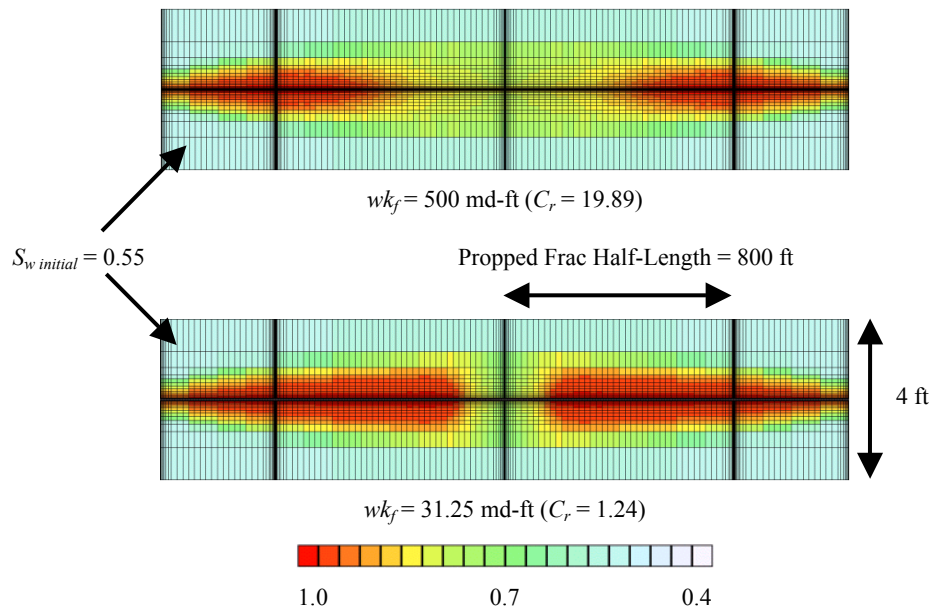 wk_f = 500 md-ft (C_r = 19.89)
S_w initial = 0.55
Propped Frac Half-Length = 800 ft
4 ft
wk_f = 31.25 md-ft (C_r = 1.24)
1.0 0.7 0.4